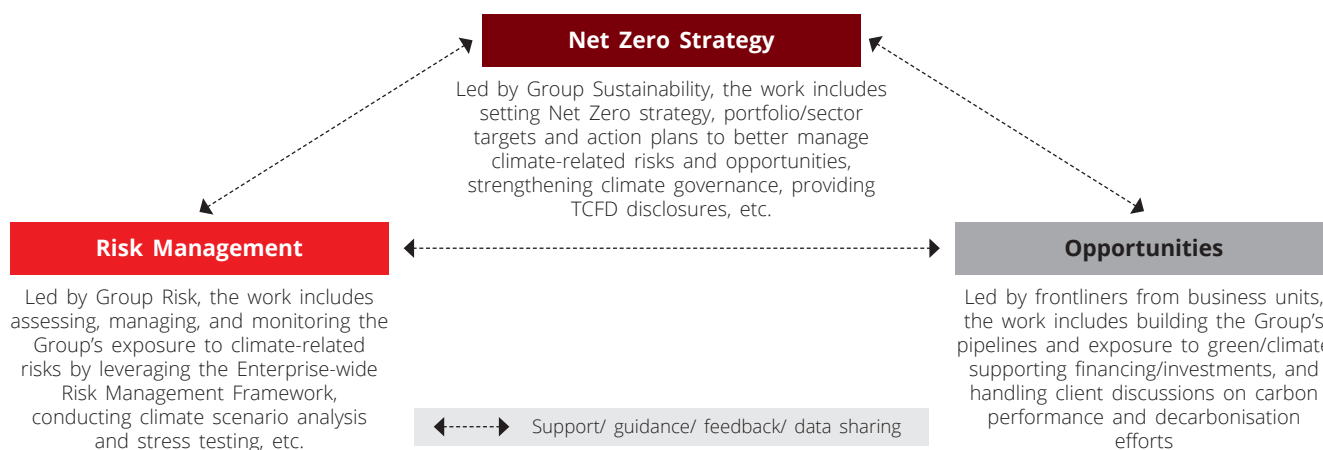 Net Zero Strategy
Led by Group Sustainability, the work includes
setting Net Zero strategy, portfolio/sector
targets and action plans to better manage
climate-related risks and opportunities,
strengthening climate governance, providing
TCFD disclosures, etc.
Risk Management
Led by Group Risk, the work includes
assessing, managing, and monitoring the
Group’s exposure to climate-related
risks by leveraging the Enterprise-wide
Risk Management Framework,
conducting climate scenario analysis
and stress testing, etc.
Opportunities
Led by frontliners from business units,
the work includes building the Group’s
pipelines and exposure to green/climate
supporting financing/investments, and
handling client discussions on carbon
performance and decarbonisation
efforts
Support/ guidance/ feedback/ data sharing